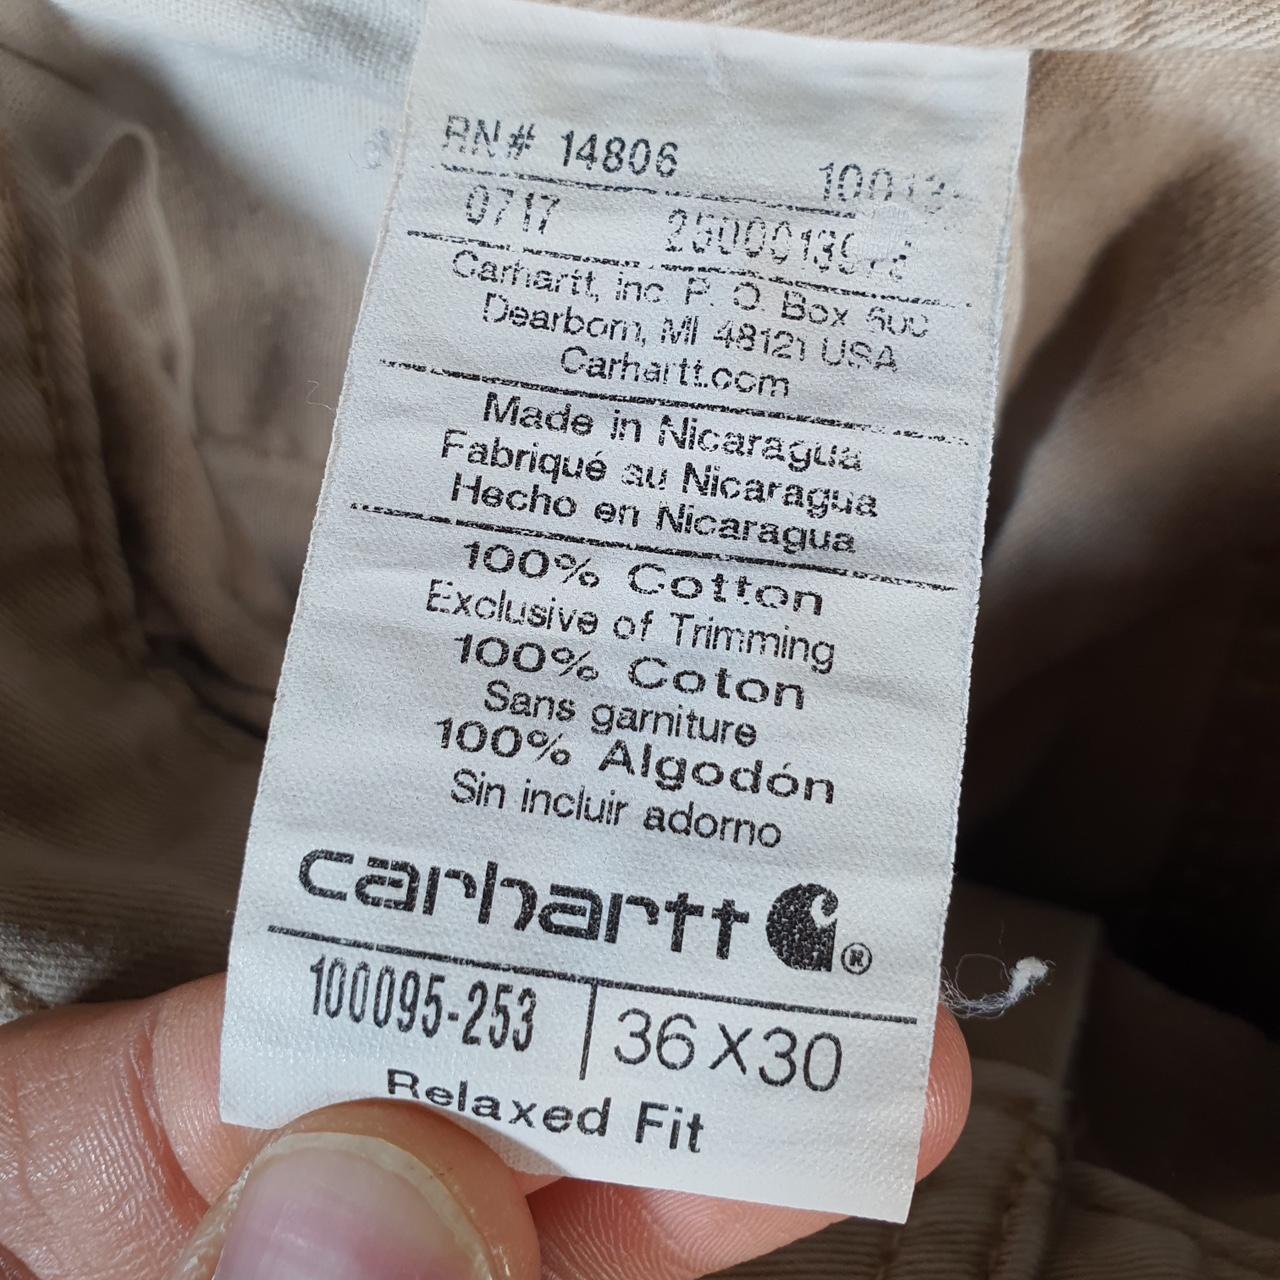 RN# 14806
0717
Carhartt, Inc P. O. Box 600
Dearborn, MI 48121 USA
Carhartt.com
Made in Nicaragua
Fabriqué au Nicaragua
Hecho en Nicaragua
100% Cotton
Exclusive of Trimming
100% Coton
Sans garniture
100% Algodón
Sin incluir adorno
carhartt ®
100095-253 36 X 30
Relaxed Fit